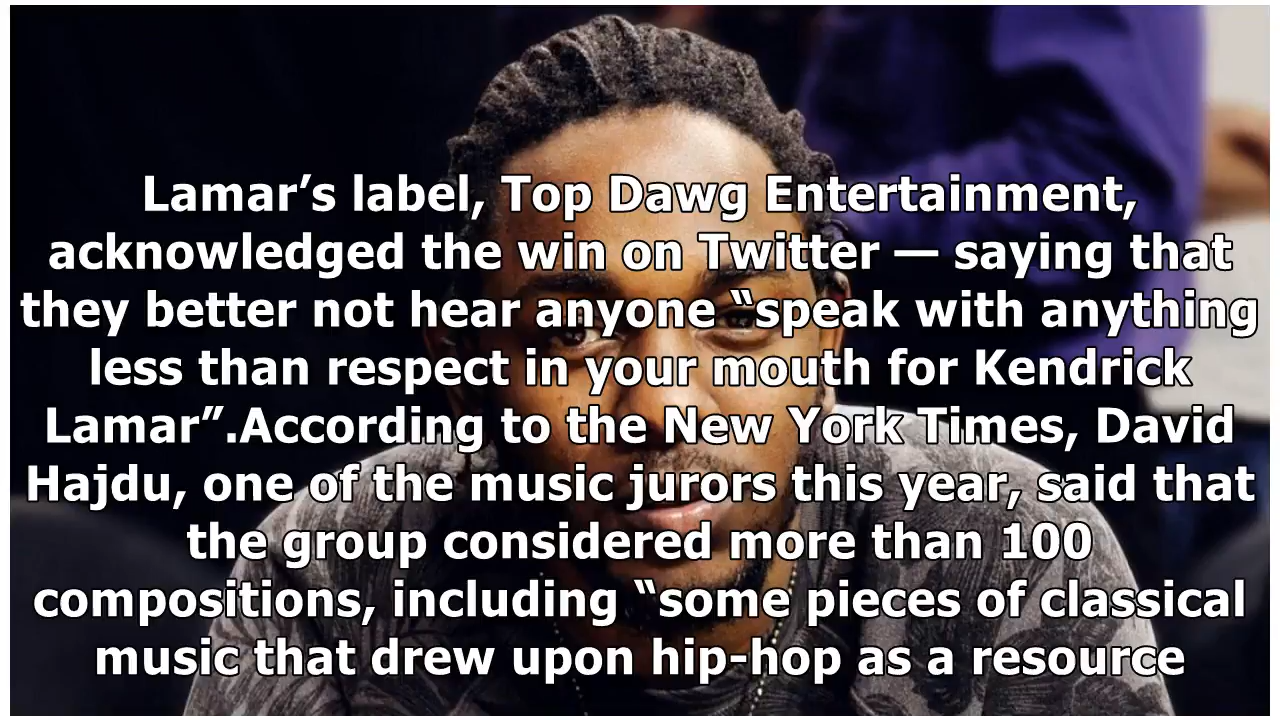 Lamar’s label, Top Dawg Entertainment,
acknowledged the win on Twitter — saying that
they better not hear anyone “speak with anything
less than respect in your mouth for Kendrick
Lamar”.According to the New York Times, David
Hajdu, one of the music jurors this year, said that
the group considered more than 100
compositions, including “some pieces of classical
music that drew upon hip-hop as a resource